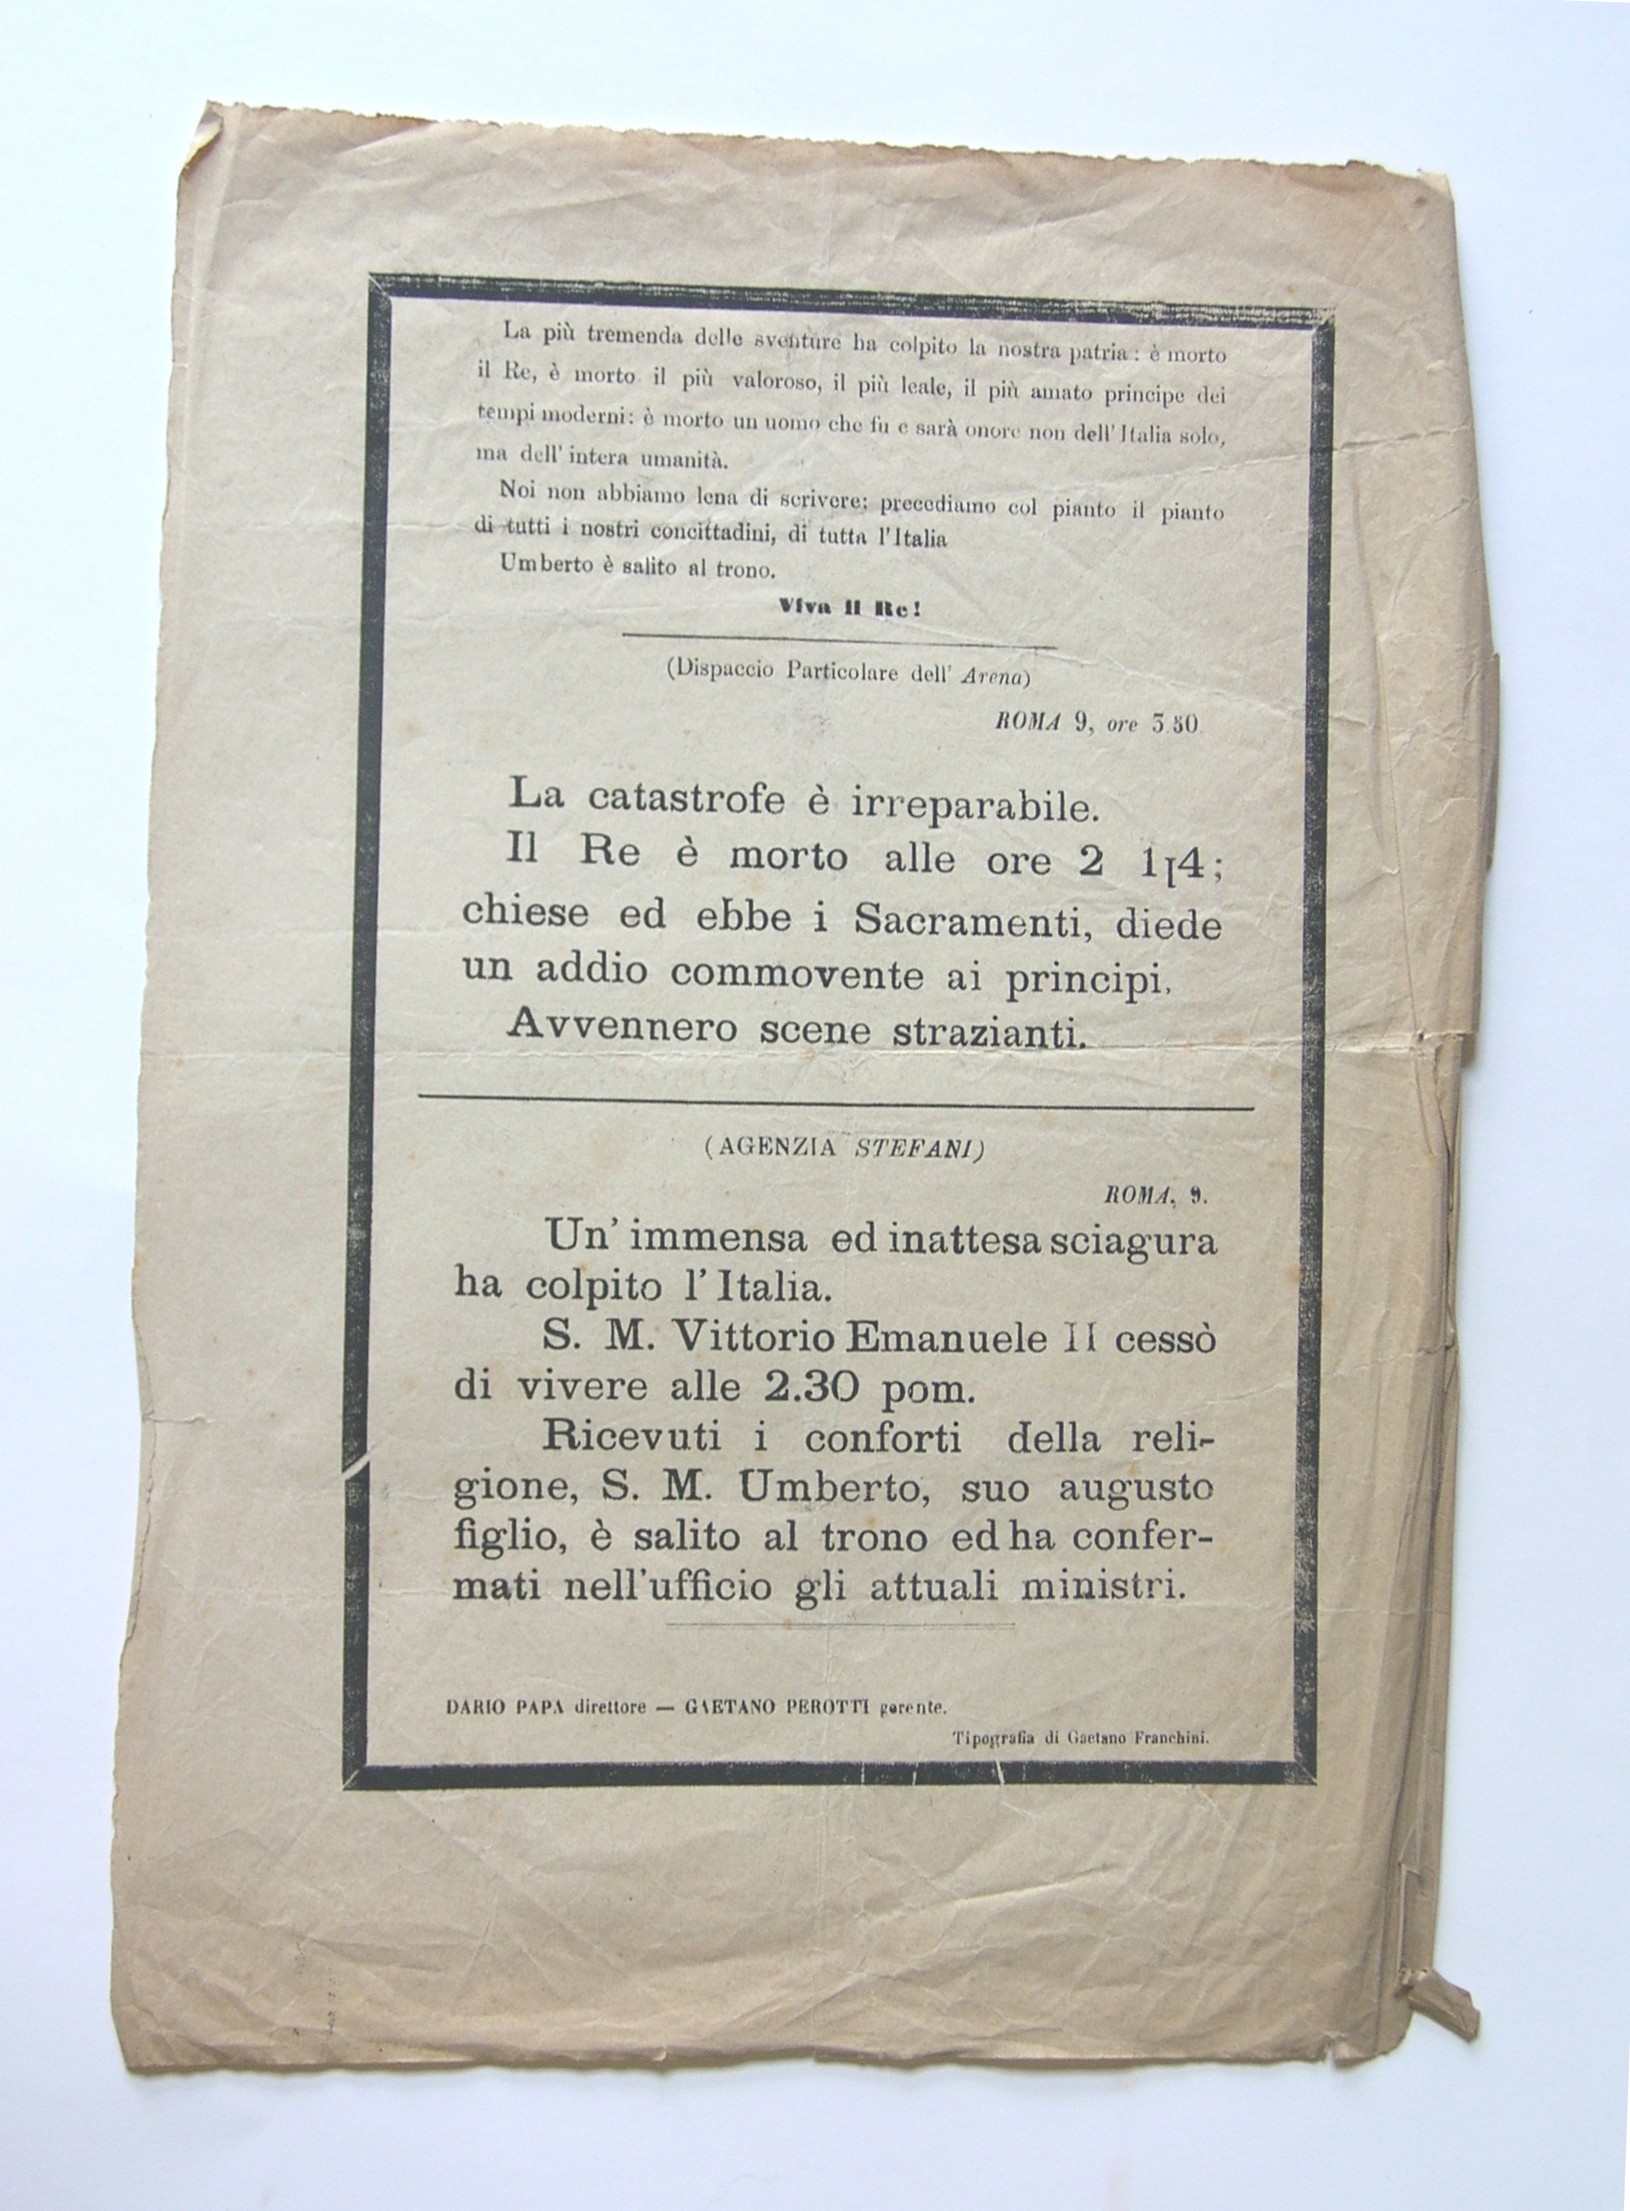 La più tremenda delle sventure ha colpito la nostra patria: è morto
il Re, è morto il più valoroso, il più leale, il più amato principe dei
tempi moderni: è morto un uomo che fu e sarà onore non dell' Italia solo,
ma dell' intera umanità.
Noi non abbiamo lena di scrivere; precediamo col pianto il pianto
di tutti i nostri concittadini, di tutta l'Italia
Umberto è salito al trono.
Viva il Re!
(Dispaccio Particolare dell' Arena)
ROMA 9, ore 3.50.
La catastrofe è irreparabile.
Il Re è morto alle ore 2 1|4;
chiese ed ebbe i Sacramenti, diede
un addio commovente ai principi.
Avvennero scene strazianti.
(AGENZIA STEFANI)
ROMA, 9.
Un' immensa ed inattesa sciagura
ha colpito l' Italia.
S. M. Vittorio Emanuele II cessò
di vivere alle 2.30 pom.
Ricevuti i conforti della reli-
gione, S. M. Umberto, suo augusto
figlio, è salito al trono ed ha confer-
mati nell'ufficio gli attuali ministri.
DARIO PAPA direttore — GAETANO PEROTTI gerente.
Tipografia di Gaetano Franchini.